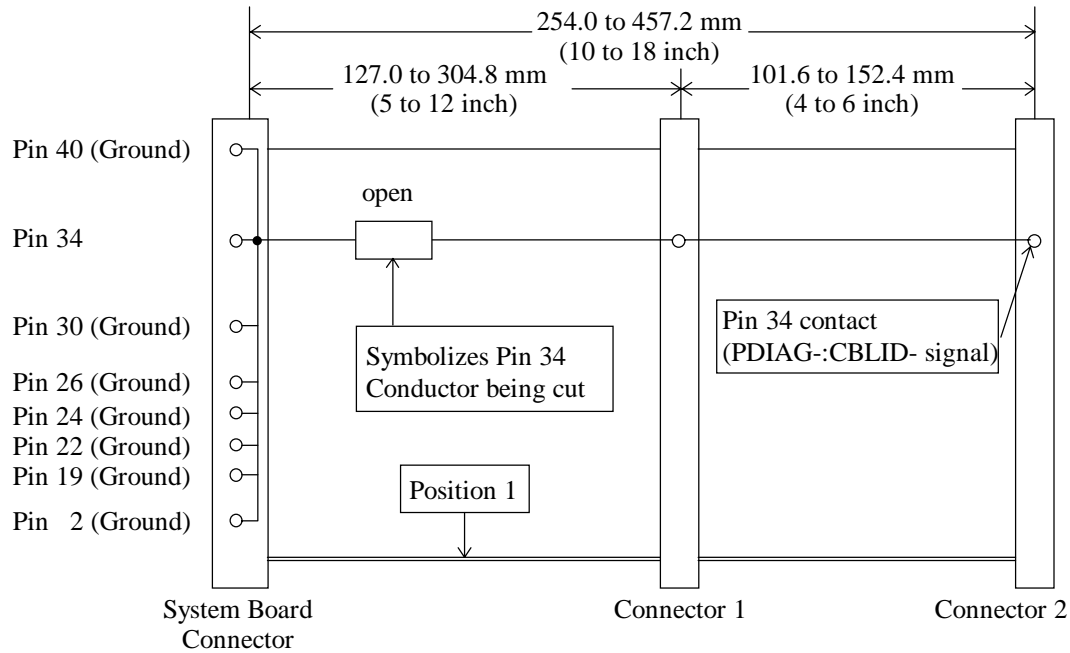 254.0 to 457.2 mm
(10 to 18 inch)
127.0 to 304.8 mm
(5 to 12 inch)
101.6 to 152.4 mm
(4 to 6 inch)
Pin 40 (Ground)
open
Pin 34
Pin 30 (Ground)
Symbolizes Pin 34
Conductor being cut
Pin 34 contact
(PDIAG-:CBLID- signal)
Pin 26 (Ground)
Pin 24 (Ground)
Pin 22 (Ground)
Pin 19 (Ground)
Position 1
Pin 2 (Ground)
System Board
Connector
Connector 1
Connector 2